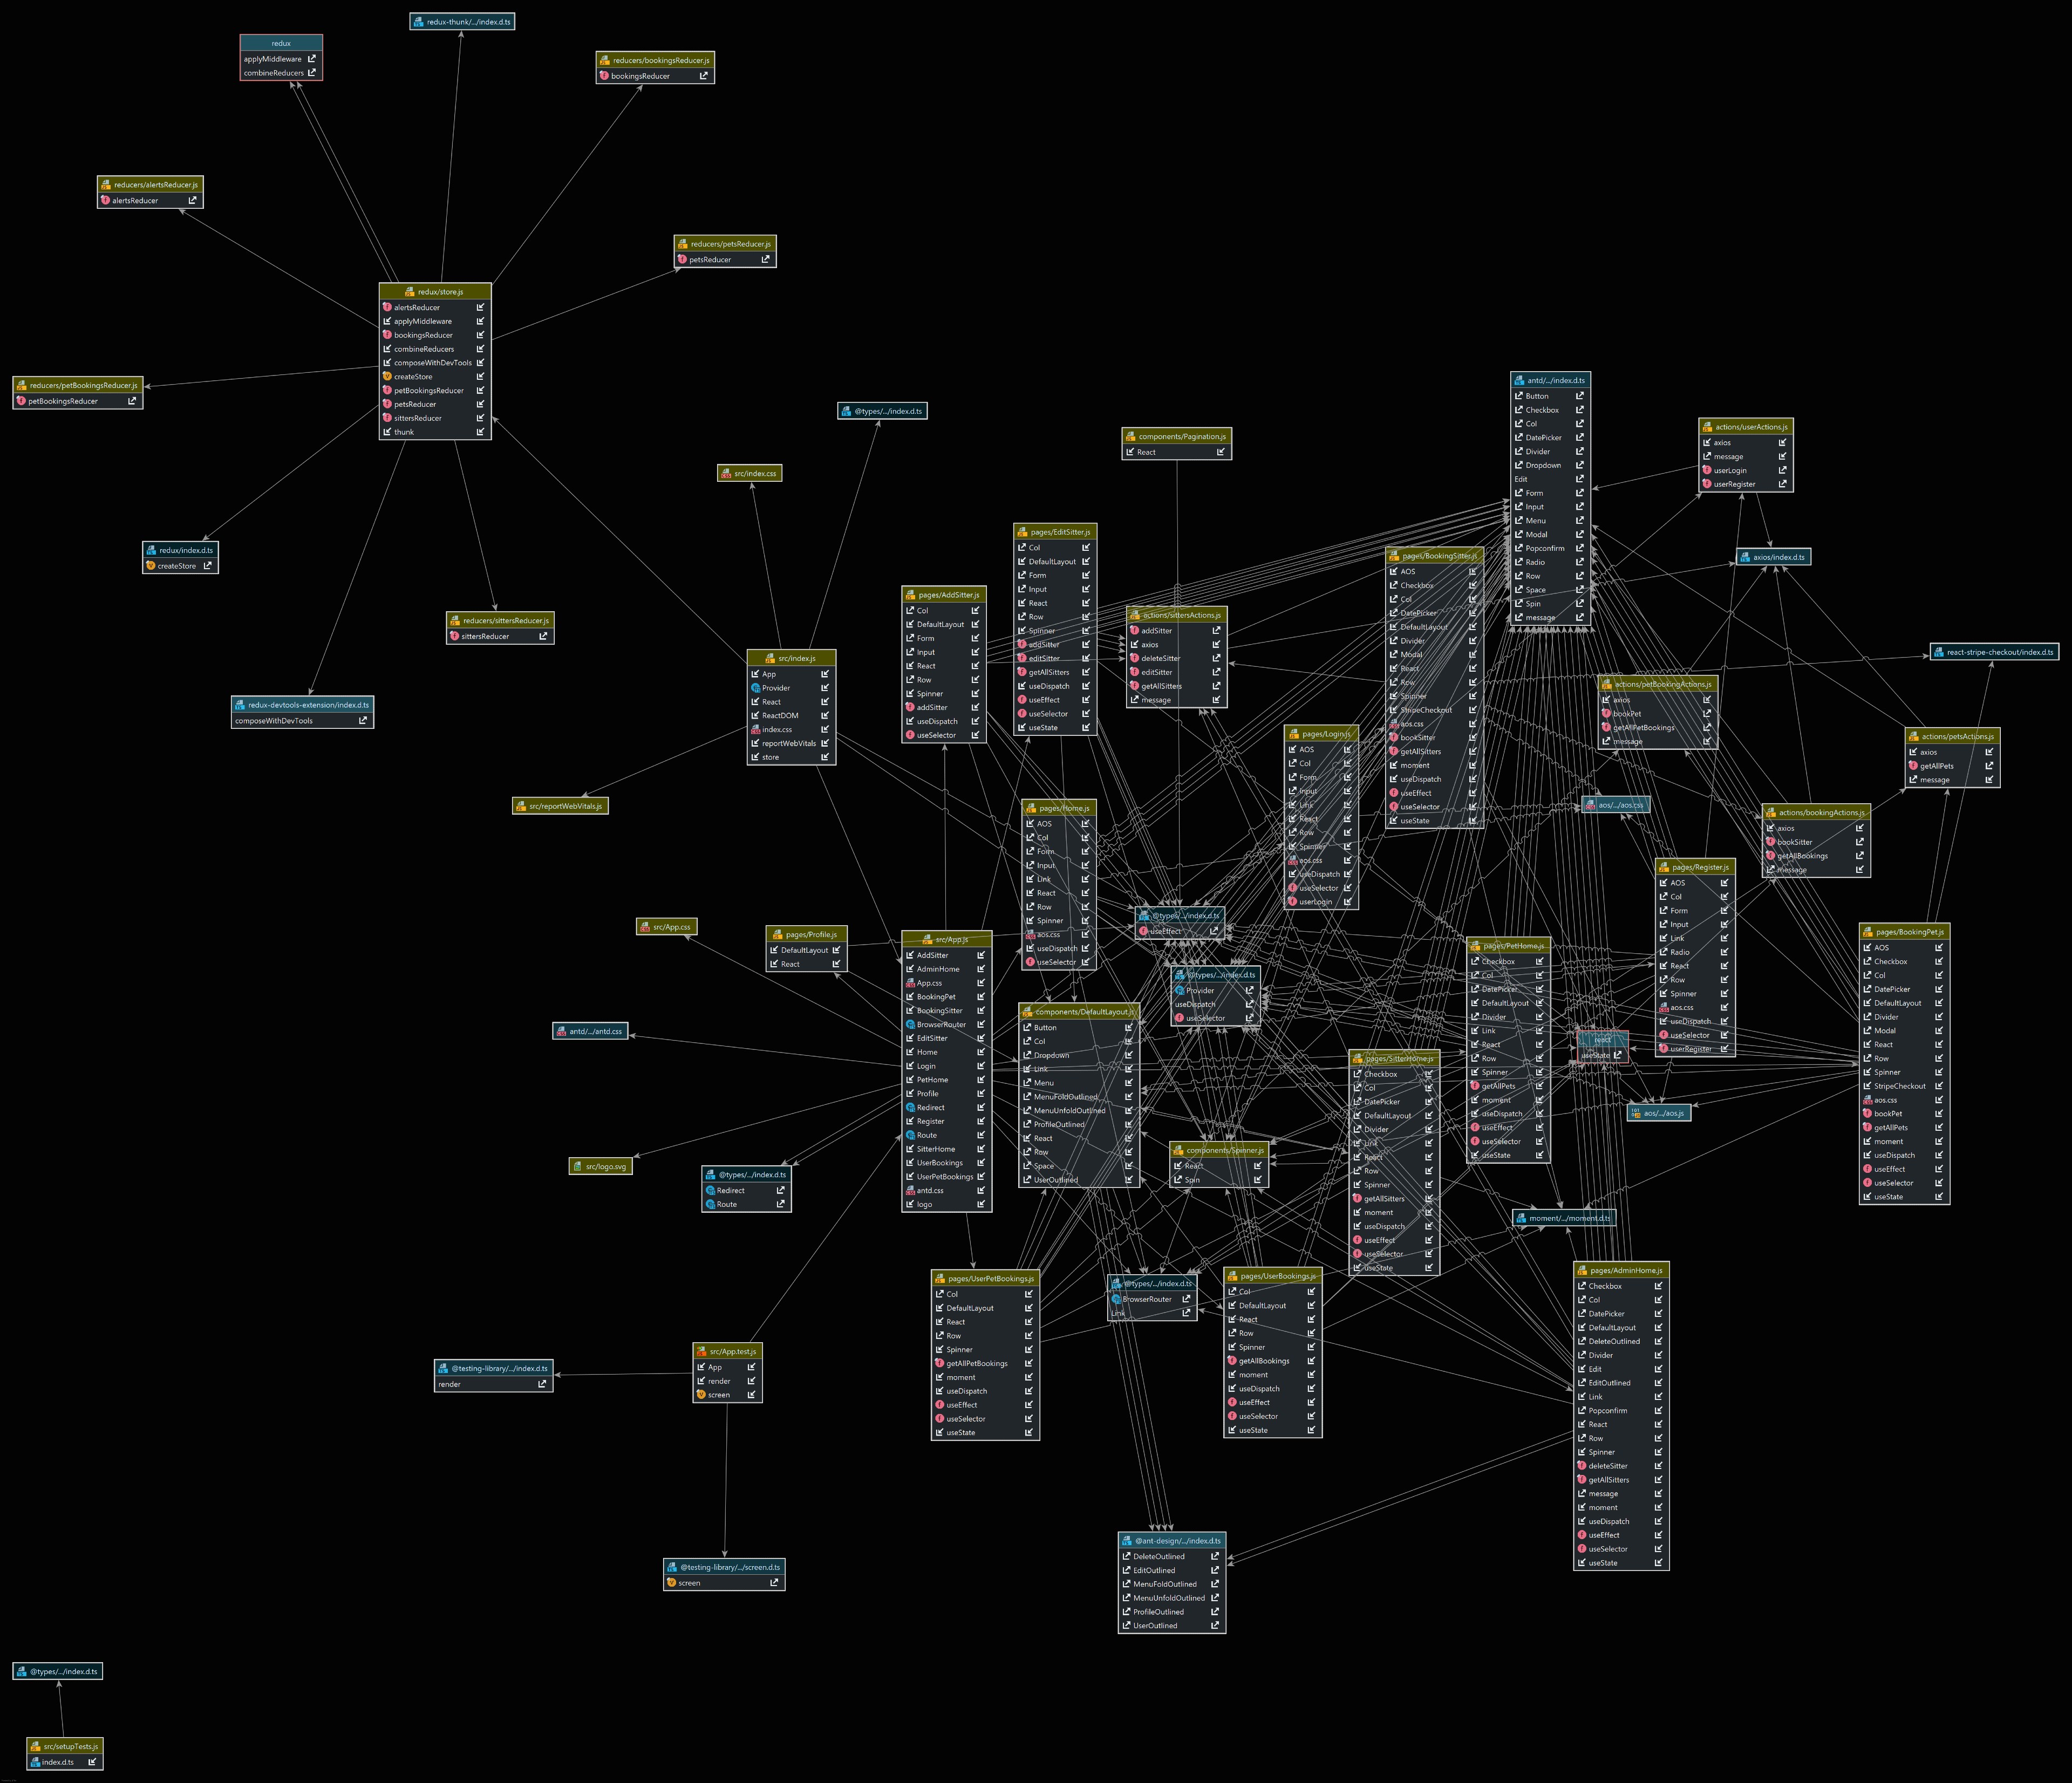 redux-thunk/.../index.d.ts
redux
applyMiddleware
combineReducers
reducers/bookingsReducer.js
bookingsReducer
reducers/alertsReducer.js
alertsReducer
reducers/petsReducer.js
petsReducer
redux/store.js
alertsReducer
applyMiddleware
bookingsReducer
combineReducers
composeWithDevTools
createStore
petBookingsReducer
petsReducer
sittersReducer
thunk
reducers/petBookingsReducer.js
petBookingsReducer
redux/index.d.ts
createStore
reducers/sittersReducer.js
sittersReducer
redux-devtools-extension/index.d.ts
composeWithDevTools
@types/.../index.d.ts
src/index.css
src/index.js
App
Provider
React
ReactDOM
index.css
reportWebVitals
store
src/reportWebVitals.js
components/Pagination.js
React
antd/.../index.d.ts
Button
Checkbox
Col
DatePicker
Divider
Dropdown
Edit
Form
Input
Menu
Modal
Popconfirm
Radio
Row
Space
Spin
message
actions/userActions.js
axios
message
userLogin
userRegister
axios/index.d.ts
pages/EditSitter.js
Col
DefaultLayout
Form
Input
React
Row
Spinner
addSitter
editSitter
getAllSitters
useDispatch
useEffect
useSelector
useState
pages/AddSitter.js
Col
DefaultLayout
Form
Input
React
Row
Spinner
addSitter
useDispatch
useSelector
actions/sittersActions.js
addSitter
axios
deleteSitter
editSitter
getAllSitters
message
pages/BookingSitter.js
AOS
Checkbox
Col
DatePicker
DefaultLayout
Divider
Modal
React
Row
Spinner
StripeCheckout
aos.css
bookSitter
getAllSitters
moment
useDispatch
useEffect
useSelector
useState
react-stripe-checkout/index.d.ts
actions/petBookingActions.js
axios
bookPet
getAllPetBookings
message
actions/petsActions.js
axios
getAllPets
message
pages/Login.js
AOS
Col
Form
Input
Link
React
Row
Spinner
aos.css
useDispatch
useSelector
userLogin
aos/.../aos.css
actions/bookingActions.js
axios
bookSitter
getAllBookings
message
pages/Home.js
AOS
Col
Form
Input
Link
React
Row
Spinner
aos.css
useDispatch
useSelector
pages/Register.js
AOS
Col
Form
Input
Link
Radio
React
Row
Spinner
aos.css
useDispatch
useSelector
userRegister
@types/.../index.d.ts
useEffect
src/App.css
pages/Profile.js
DefaultLayout
React
src/App.js
AddSitter
AdminHome
App.css
BookingPet
BookingSitter
BrowserRouter
EditSitter
Home
Login
PetHome
Profile
Redirect
Register
Route
SitterHome
UserBookings
UserPetBookings
antd.css
logo
pages/BookingPet.js
AOS
Checkbox
Col
DatePicker
DefaultLayout
Divider
Modal
React
Row
Spinner
StripeCheckout
aos.css
bookPet
getAllPets
moment
useDispatch
useEffect
useSelector
useState
pages/PetHome.js
Checkbox
Col
DatePicker
DefaultLayout
Divider
Link
React
Row
Spinner
getAllPets
moment
useDispatch
useEffect
useSelector
useState
@types/.../index.d.ts
Provider
useDispatch
useSelector
components/DefaultLayout.js
Button
Col
Dropdown
Link
Menu
MenuFoldOutlined
MenuUnfoldOutlined
ProfileOutlined
React
Row
Space
UserOutlined
antd/.../antd.css
react
useState
pages/SitterHome.js
Checkbox
Col
DatePicker
DefaultLayout
Divider
Link
React
Row
Spinner
getAllSitters
moment
useDispatch
useEffect
useSelector
useState
aos/.../aos.js
components/Spinner.js
React
Spin
src/logo.svg
@types/.../index.d.ts
Redirect
Route
moment/.../moment.d.ts
pages/UserPetBookings.js
Col
DefaultLayout
React
Row
Spinner
getAllPetBookings
moment
useDispatch
useEffect
useSelector
useState
@types/.../index.d.ts
BrowserRouter
Link
pages/UserBookings.js
Col
DefaultLayout
React
Row
Spinner
getAllBookings
moment
useDispatch
useEffect
useSelector
useState
pages/AdminHome.js
Checkbox
Col
DatePicker
DefaultLayout
DeleteOutlined
Divider
Edit
EditOutlined
Link
Popconfirm
React
Row
Spinner
deleteSitter
getAllSitters
message
moment
useDispatch
useEffect
useSelector
useState
src/App.test.js
App
render
screen
@testing-library/.../index.d.ts
render
@testing-library/.../screen.d.ts
screen
@ant-design/.../index.d.ts
DeleteOutlined
EditOutlined
MenuFoldOutlined
MenuUnfoldOutlined
ProfileOutlined
UserOutlined
@types/.../index.d.ts
src/setupTests.js
index.d.ts